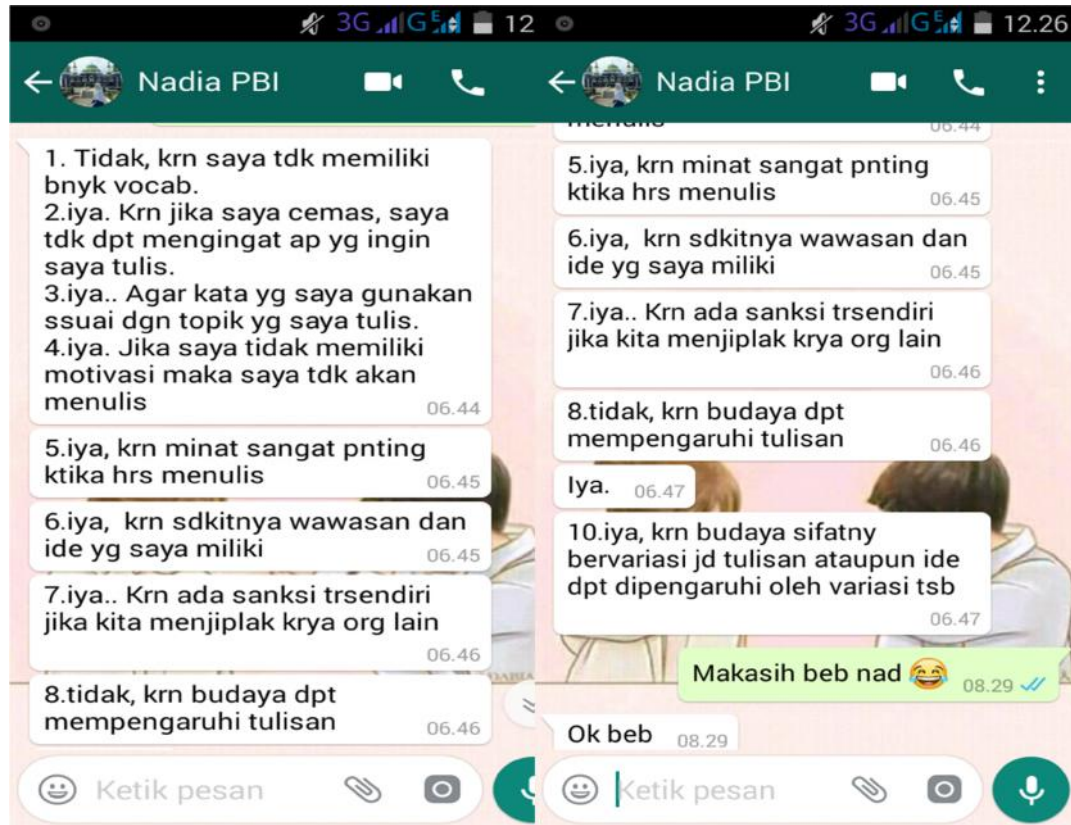 3G G E 12
Nadia PBI
1. Tidak, krn saya tdk memiliki
bnyk vocab.
2.iya. Krn jika saya cemas, saya
tdk dpt mengingat ap yg ingin
saya tulis.
3.iya.. Agar kata yg saya gunakan
ssuai dgn topik yg saya tulis.
4.iya. Jika saya tidak memiliki
motivasi maka saya tdk akan
menulis
06.44
5.iya, krn minat sangat pnting
ktika hrs menulis
06.45
6.iya, krn sdkitnya wawasan dan
ide yg saya miliki
06.45
7.iya.. Krn ada sanksi trsendiri
jika kita menjiplak krya org lain
06.46
8.tidak, krn budaya dpt
mempengaruhi tulisan
06.46
Ketik pesan
3G G E 12.26
Nadia PBI
menulis
06.44
5.iya, krn minat sangat pnting
ktika hrs menulis
06.45
6.iya, krn sdkitnya wawasan dan
ide yg saya miliki
06.45
7.iya.. Krn ada sanksi trsendiri
jika kita menjiplak krya org lain
06.46
8.tidak, krn budaya dpt
mempengaruhi tulisan
06.46
Iya.
06.47
10.iya, krn budaya sifatny
bervariasi jd tulisan ataupun ide
dpt dipengaruhi oleh variasi tsb
06.47
Makasih beb nad 😂
08.29
Ok beb
08.29
Ketik pesan